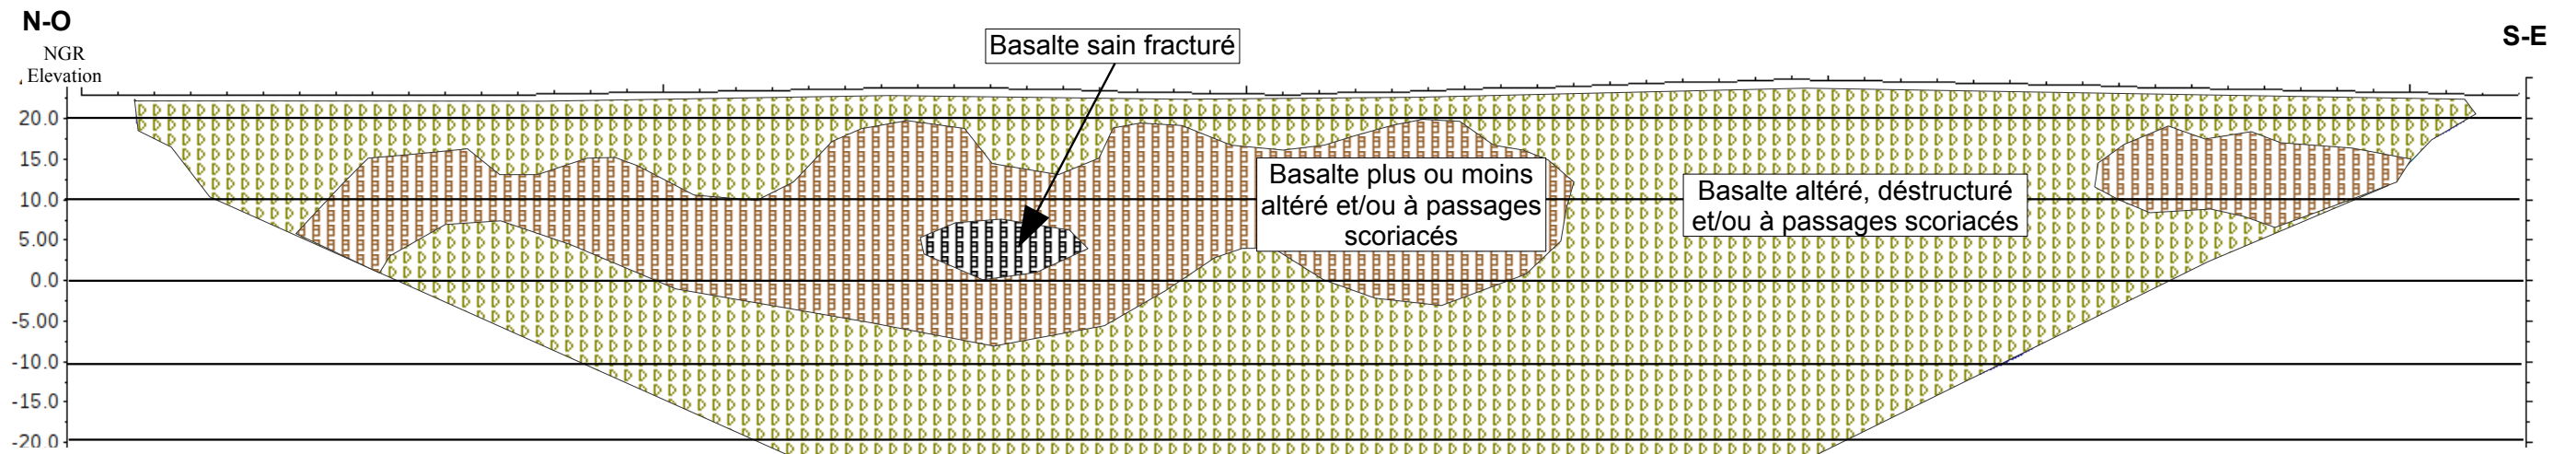 N-O
S-E
NGR
Elevation
Basalte sain fracturé
20.0
15.0
10.0
5.00
0.0
-5.00
-10.0
-15.0
-20.0
Basalte plus ou moins
altéré et/ou à passages
scoriacés
Basalte altéré, déstructuré
et/ou à passages scoriacés